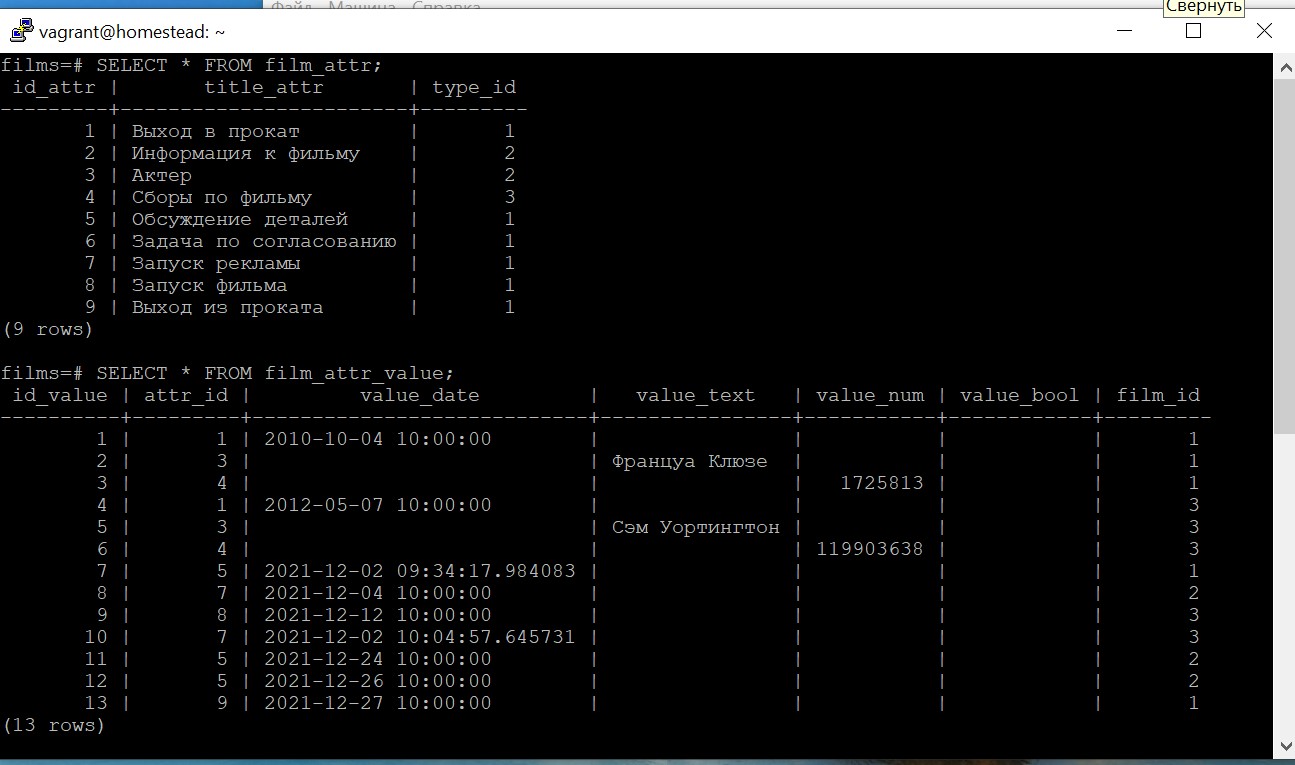 Файл Машина Справка
Свернуть
vagrant@homestead: ~
films=# SELECT * FROM film_attr;
 id_attr |       title_attr       | type_id
---------+------------------------+---------
       1 | Выход в прокат         |       1
       2 | Информация к фильму    |       2
       3 | Актер                  |       2
       4 | Сборы по фильму        |       3
       5 | Обсуждение деталей     |       1
       6 | Задача по согласованию |       1
       7 | Запуск рекламы         |       1
       8 | Запуск фильма          |       1
       9 | Выход из проката       |       1
(9 rows)
films=# SELECT * FROM film_attr_value;
 id_value | attr_id |         value_date         |   value_text   | value_num | value_bool | film_id
----------+---------+----------------------------+----------------+-----------+------------+---------
        1 |       1 | 2010-10-04 10:00:00        |                |           |            |       1
        2 |       3 |                            | Француа Клюзе  |           |            |       1
        3 |       4 |                            |                |   1725813 |            |       1
        4 |       1 | 2012-05-07 10:00:00        |                |           |            |       3
        5 |       3 |                            | Сэм Уортингтон |           |            |       3
        6 |       4 |                            |                | 119903638 |            |       3
        7 |       5 | 2021-12-02 09:34:17.984083 |                |           |            |       1
        8 |       7 | 2021-12-04 10:00:00        |                |           |            |       2
        9 |       8 | 2021-12-12 10:00:00        |                |           |            |       3
       10 |       7 | 2021-12-02 10:04:57.645731 |                |           |            |       3
       11 |       5 | 2021-12-24 10:00:00        |                |           |            |       2
       12 |       5 | 2021-12-26 10:00:00        |                |           |            |       2
       13 |       9 | 2021-12-27 10:00:00        |                |           |            |       1
(13 rows)